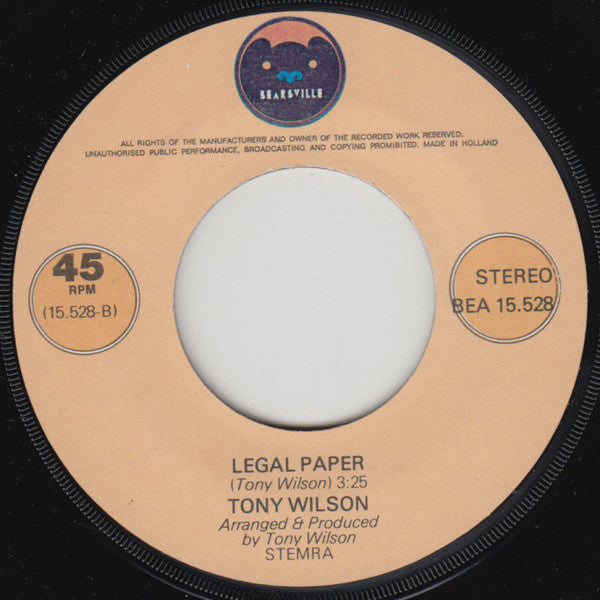 BEARSVILLE
ALL RIGHTS OF THE MANUFACTURERS AND OWNER OF THE RECORDED WORK RESERVED.
UNAUTHORISED PUBLIC PERFORMANCE, BROADCASTING AND COPYING PROHIBITED. MADE IN HOLLAND
45
RPM
(15.528-B)
STEREO
BEA 15.528
LEGAL PAPER
(Tony Wilson) 3:25
TONY WILSON
Arranged & Produced
by Tony Wilson
STEMRA